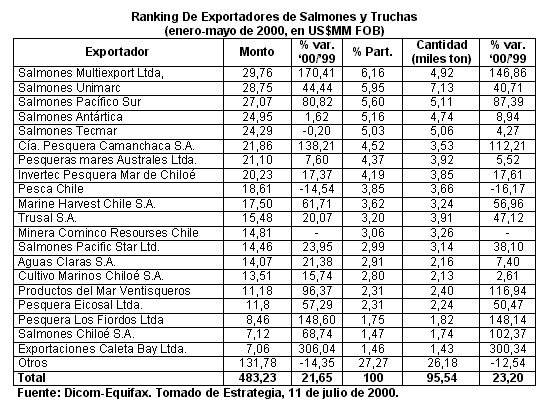 Ranking De Exportadores de Salmones y Truchas
(enero-mayo de 2000, en US$MM FOB)
Exportador Monto % var. '00/'99 % Part. Cantidad (miles ton) % var. '00/'99
Salmones Multiexport Ltda, 29,76 170,41 6,16 4,92 146,86
Salmones Unimarc 28,75 44,44 5,95 7,13 40,71
Salmones Pacífico Sur 27,07 80,82 5,60 5,11 87,39
Salmones Antártica 24,95 1,62 5,16 4,74 8,94
Salmones Tecmar 24,29 -0,20 5,03 5,06 4,27
Cía. Pesquera Camanchaca S.A. 21,86 138,21 4,52 3,53 112,21
Pesqueras mares Australes Ltda. 21,10 7,60 4,37 3,92 5,52
Invertec Pesquera Mar de Chiloé 20,23 17,37 4,19 3,85 17,61
Pesca Chile 18,61 -14,54 3,85 3,66 -16,17
Marine Harvest Chile S.A. 17,50 61,71 3,62 3,24 56,96
Trusal S.A. 15,48 20,07 3,20 3,91 47,12
Minera Cominco Resourses Chile 14,81 - 3,06 3,26 -
Salmones Pacific Star Ltd. 14,46 23,95 2,99 3,14 38,10
Aguas Claras S.A. 14,07 21,38 2,91 2,16 7,40
Cultivo Marinos Chiloé S.A. 13,51 15,74 2,80 2,13 2,61
Productos del Mar Ventisqueros 11,18 96,37 2,31 2,40 116,94
Pesquera Eicosal Ltda. 11,8 57,29 2,31 2,24 50,47
Pesquera Los Fiordos Ltda 8,46 148,60 1,75 1,82 148,14
Salmones Chiloé S.A. 7,12 68,74 1,47 1,74 102,37
Exportaciones Caleta Bay Ltda. 7,06 306,04 1,46 1,43 300,34
Otros 131,78 -14,35 27,27 26,18 -12,54
Total 483,23 21,65 100 95,54 23,20
Fuente: Dicom-Equifax. Tomado de Estrategia, 11 de julio de 2000.